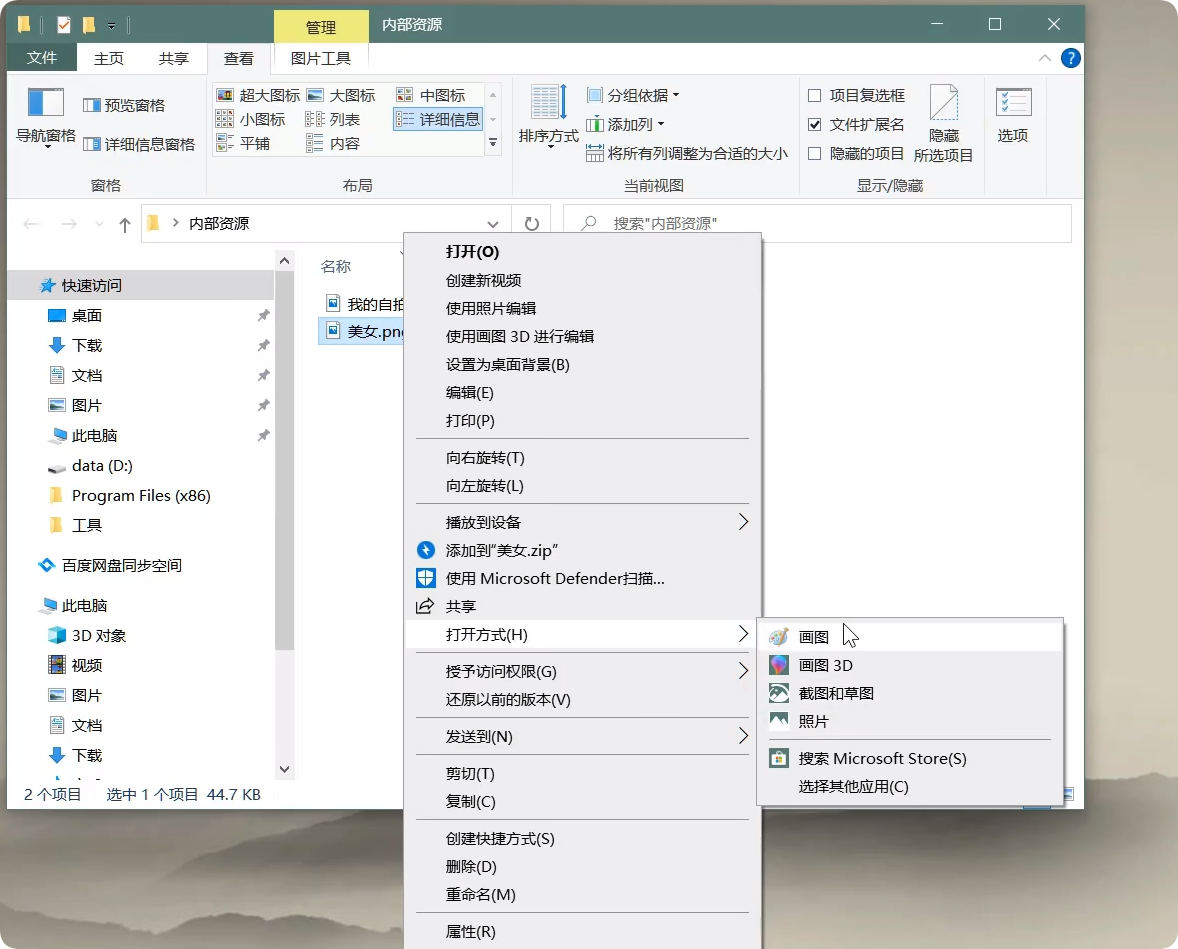 管理
内部资源
文件
主页
共享
查看
图片工具
导航窗格
预览窗格
详细信息窗格
窗格
超大图标
大图标
中图标
小图标
列表
详细信息
平铺
内容
布局
排序方式
分组依据
添加列
将所有列调整为合适的大小
当前视图
项目复选框
文件扩展名
隐藏的项目
隐藏
所选项目
显示/隐藏
选项
内部资源
搜索"内部资源"
快速访问
桌面
下载
文档
图片
此电脑
data (D:)
Program Files (x86)
工具
百度网盘同步空间
此电脑
3D 对象
视频
图片
文档
下载
2 个项目
选中 1 个项目 44.7 KB
名称
我的自拍
美女.png
打开(O)
创建新视频
使用照片编辑
使用画图 3D 进行编辑
设置为桌面背景(B)
编辑(E)
打印(P)
向右旋转(T)
向左旋转(L)
播放到设备
添加到“美女.zip”
使用 Microsoft Defender扫描...
共享
打开方式(H)
授予访问权限(G)
还原以前的版本(V)
发送到(N)
剪切(T)
复制(C)
创建快捷方式(S)
删除(D)
重命名(M)
属性(R)
画图
画图 3D
截图和草图
照片
搜索 Microsoft Store(S)
选择其他应用(C)